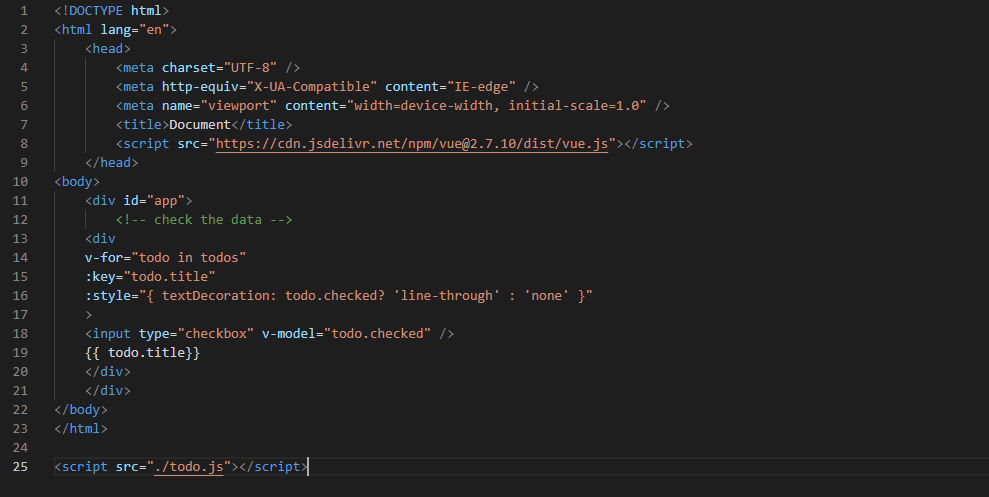 1 <!DOCTYPE html>
2 <html lang="en">
3 <head>
4 <meta charset="UTF-8" />
5 <meta http-equiv="X-UA-Compatible" content="IE-edge" />
6 <meta name="viewport" content="width=device-width, initial-scale=1.0" />
7 <title>Document</title>
8 <script src="https://cdn.jsdelivr.net/npm/vue@2.7.10/dist/vue.js"></script>
9 </head>
10 <body>
11 <div id="app">
12 <!-- check the data -->
13 <div
14 v-for="todo in todos"
15 :key="todo.title"
16 :style="{ textDecoration: todo.checked? 'line-through' : 'none' }"
17 >
18 <input type="checkbox" v-model="todo.checked" />
19 {{ todo.title}}
20 </div>
21 </div>
22 </body>
23 </html>
24
25 <script src="./todo.js"></script>